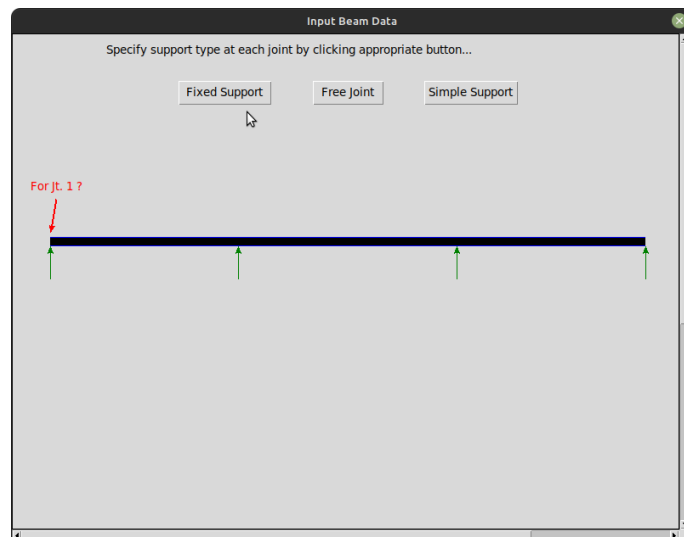 Input Beam Data
Specify support type at each joint by clicking appropriate button...
Fixed Support
Free Joint
Simple Support
For Jt. 1 ?